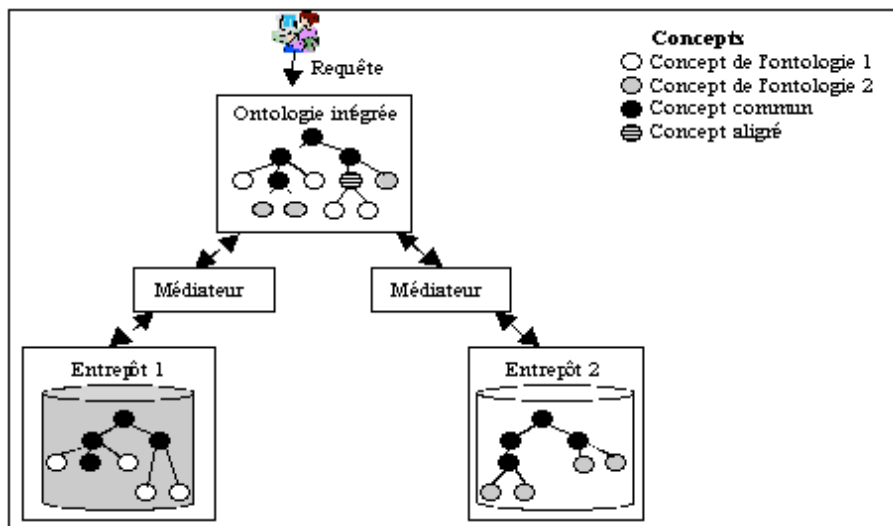 Requête
Concepts
Concept de l'ontologie 1
Concept de l'ontologie 2
Concept commun
Concept aligré
Ontologie intégrée
Médiateur
Médiateur
Entrepôt 1
Entrepôt 2